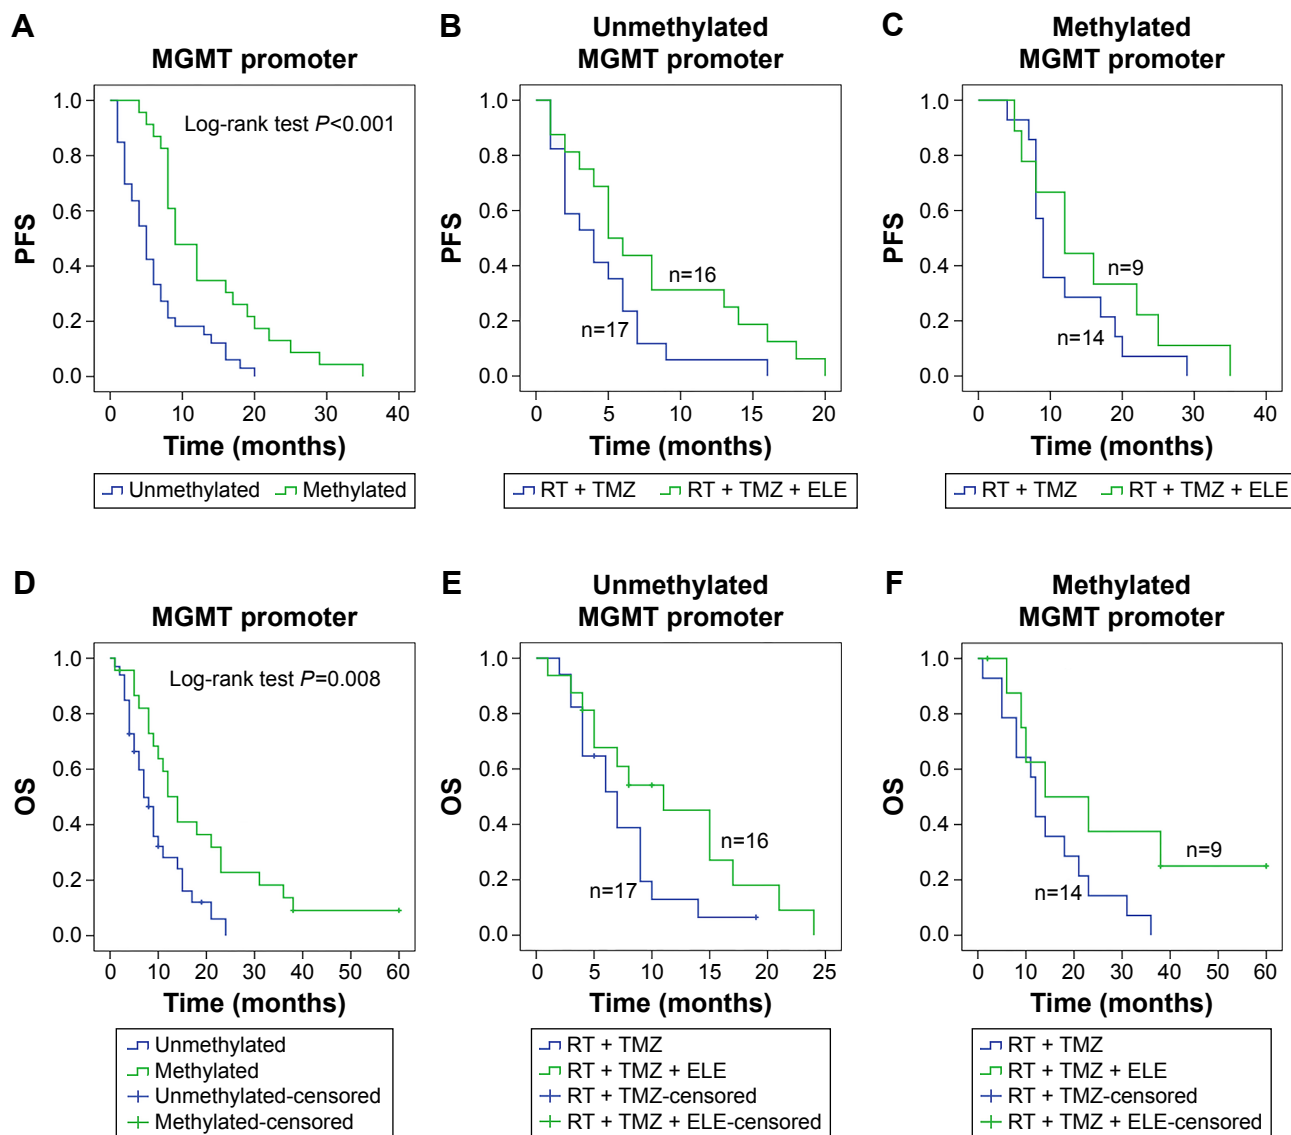 A
MGMT promoter
1.0
0.8
0.6
0.4
0.2
0.0
PFS
Log-rank test P<0.001
0 10 20 30 40
Time (months)
Unmethylated Methylated
B
Unmethylated
MGMT promoter
1.0
0.8
0.6
0.4
0.2
0.0
PFS
n=16
n=17
0 5 10 15 20
Time (months)
RT + TMZ RT + TMZ + ELE
C
Methylated
MGMT promoter
1.0
0.8
0.6
0.4
0.2
0.0
PFS
n=9
n=14
0 10 20 30 40
Time (months)
RT + TMZ RT + TMZ + ELE
D
MGMT promoter
1.0
0.8
0.6
0.4
0.2
0.0
OS
Log-rank test P=0.008
0 10 20 30 40 50 60
Time (months)
Unmethylated
Methylated
Unmethylated-censored
Methylated-censored
E
Unmethylated
MGMT promoter
1.0
0.8
0.6
0.4
0.2
0.0
OS
n=16
n=17
0 5 10 15 20 25
Time (months)
RT + TMZ
RT + TMZ + ELE
RT + TMZ-censored
RT + TMZ + ELE-censored
F
Methylated
MGMT promoter
1.0
0.8
0.6
0.4
0.2
0.0
OS
n=9
n=14
0 10 20 30 40 50 60
Time (months)
RT + TMZ
RT + TMZ + ELE
RT + TMZ-censored
RT + TMZ + ELE-censored